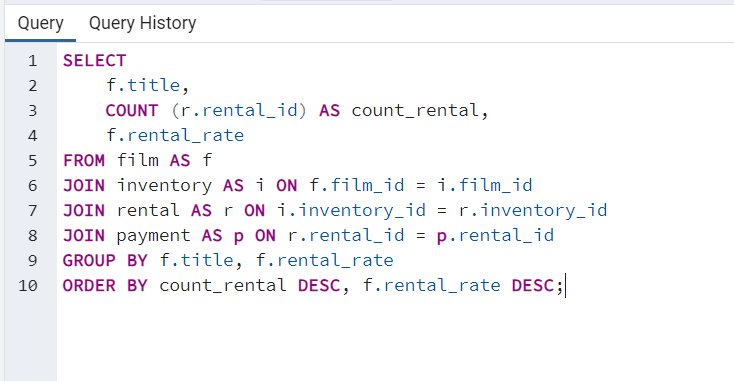 Query Query History
1 SELECT
2 f.title,
3 COUNT (r.rental_id) AS count_rental,
4 f.rental_rate
5 FROM film AS f
6 JOIN inventory AS i ON f.film_id = i.film_id
7 JOIN rental AS r ON i.inventory_id = r.inventory_id
8 JOIN payment AS p ON r.rental_id = p.rental_id
9 GROUP BY f.title, f.rental_rate
10 ORDER BY count_rental DESC, f.rental_rate DESC;